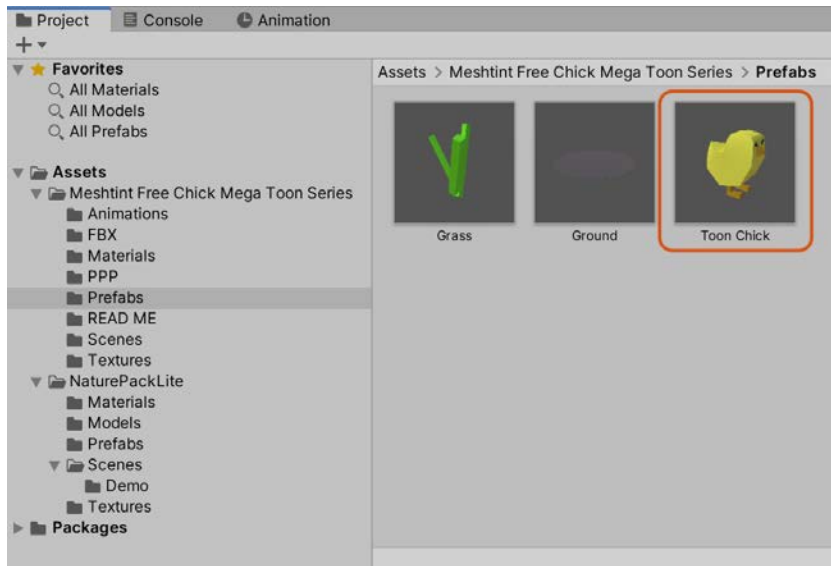 Project Console Animation
Favorites
All Materials
All Models
All Prefabs
Assets
Meshtint Free Chick Mega Toon Series
Animations
FBX
Materials
PPP
Prefabs
READ ME
Scenes
Textures
NaturePackLite
Materials
Models
Prefabs
Scenes
Demo
Textures
Packages
Assets > Meshtint Free Chick Mega Toon Series > Prefabs
Grass Ground Toon Chick